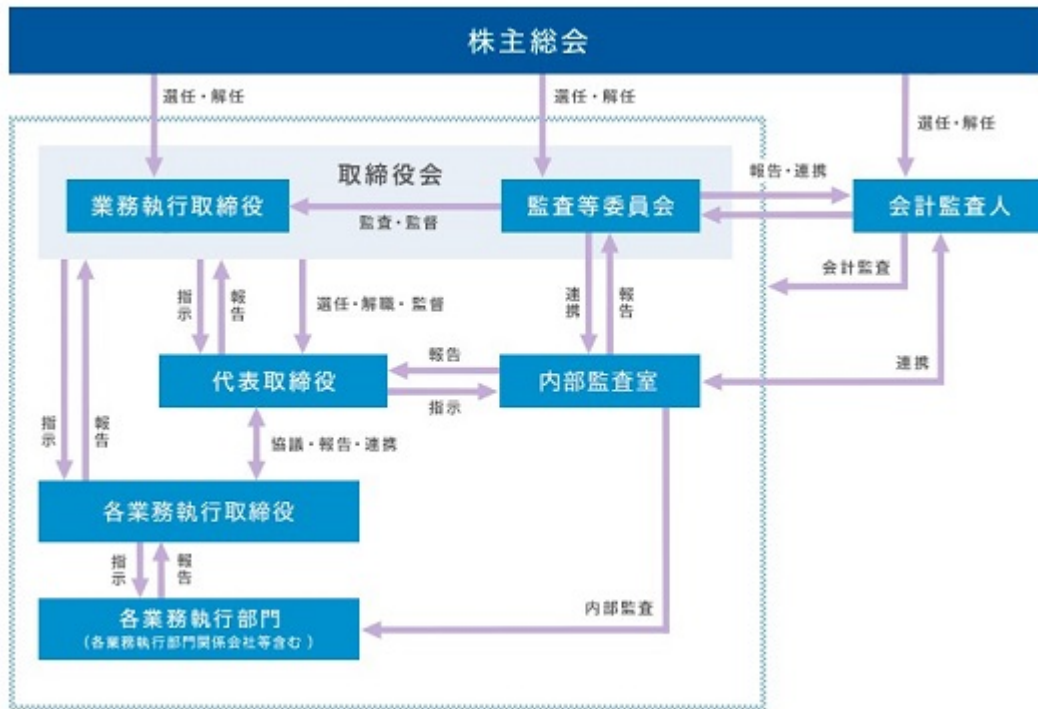 株主総会
選任・解任
選任・解任
選任・解任
取締役会
報告・連携
業務執行取締役
監査等委員会
会計監査人
監査・監督
会計監査
指示
報告
選任・解職・監督
連携
報告
報告
代表取締役
内部監査室
連携
指示
指示
報告
協議・報告・連携
各業務執行取締役
指示
報告
各業務執行部門
(各業務執行部門関係会社等含む)
内部監査